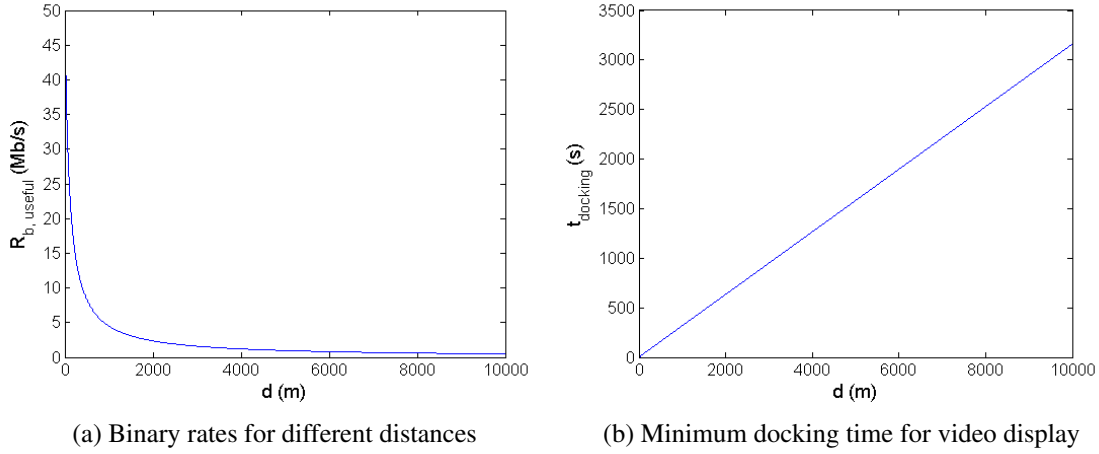 50
45
40
35
30
25
20
15
10
5
0
R_b, useful (Mb/s)
0 2000 4000 6000 8000 10000
d (m)
(a) Binary rates for different distances
3500
3000
2500
2000
1500
1000
500
0
t_docking (s)
0 2000 4000 6000 8000 10000
d (m)
(b) Minimum docking time for video display